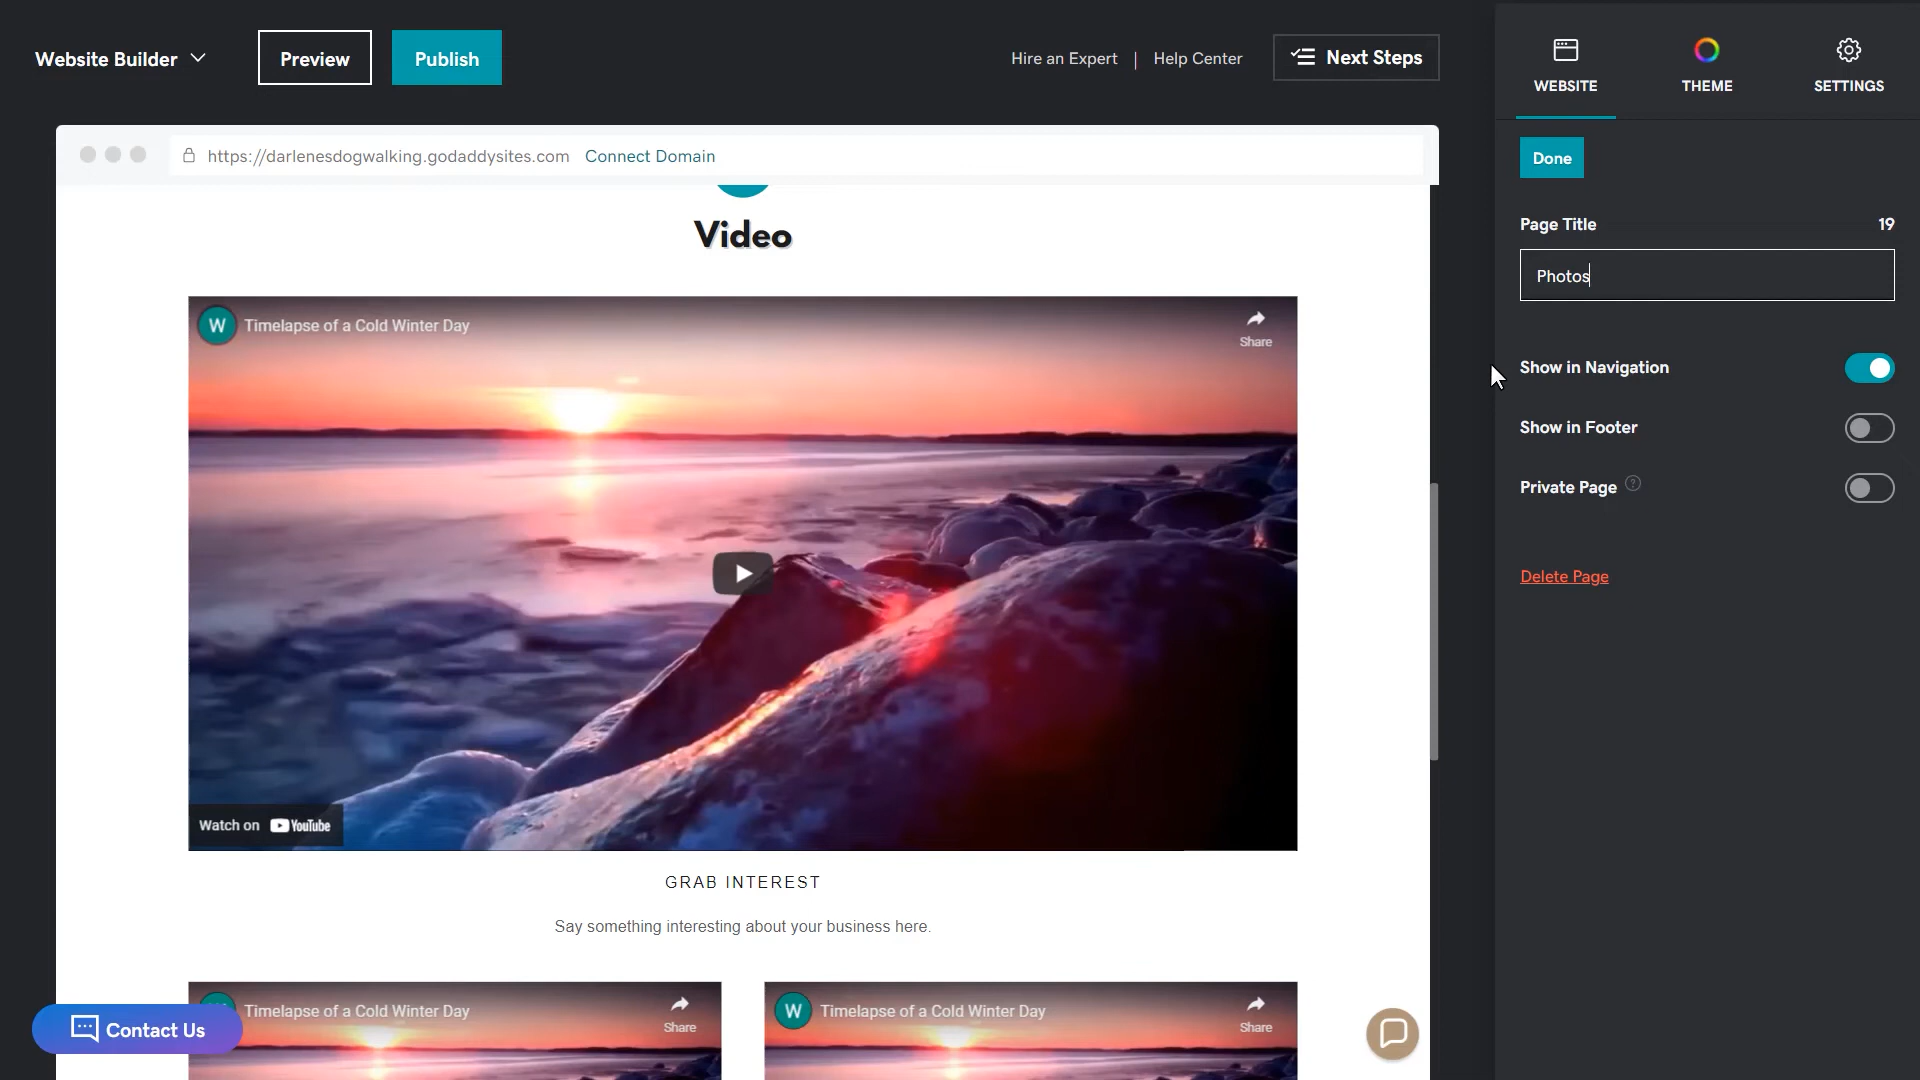 Website Builder
Preview
Publish
Hire an Expert | Help Center
Next Steps
WEBSITE
THEME
SETTINGS
https://darlenesdogwalking.godaddysites.com Connect Domain
Done
Page Title 19
Photos
Show in Navigation
Show in Footer
Private Page ?
Delete Page
Video
W Timelapse of a Cold Winter Day
Share
Watch on YouTube
GRAB INTEREST
Say something interesting about your business here.
Timelapse of a Cold Winter Day
Share
W Timelapse of a Cold Winter Day
Share
Contact Us